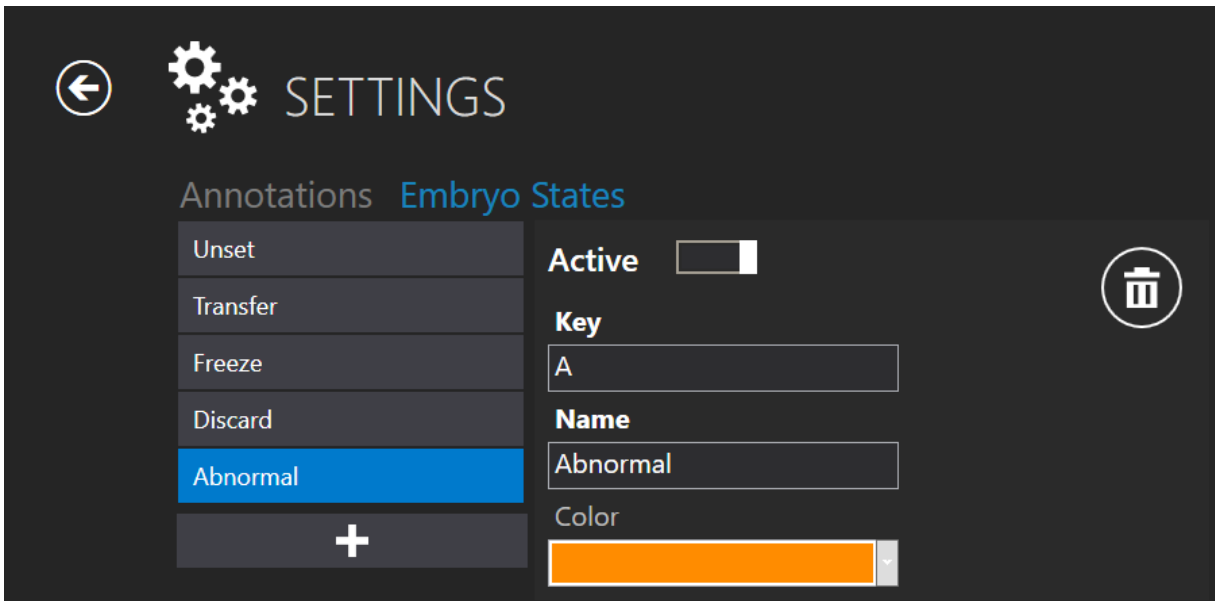 SETTINGS
Annotations Embryo States
Unset
Transfer
Freeze
Discard
Abnormal
Active
Key
A
Name
Abnormal
Color